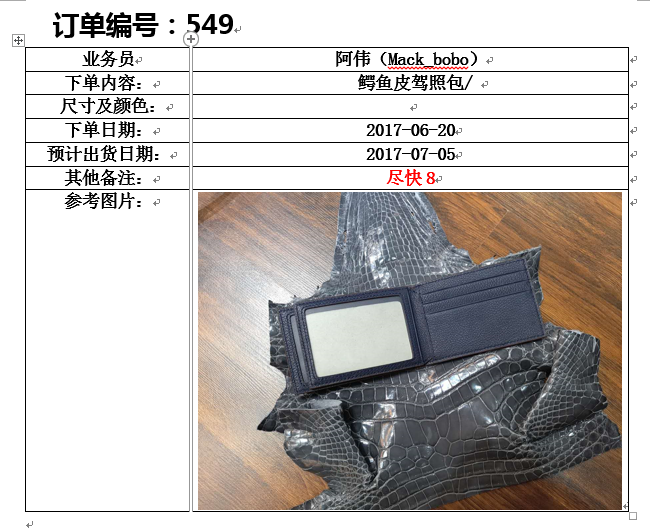 订单编号：549
业务员 阿伟（Mack_bobo）
下单内容： 鳄鱼皮驾照包/
尺寸及颜色：
下单日期： 2017-06-20
预计出货日期： 2017-07-05
其他备注： 尽快 8
参考图片：